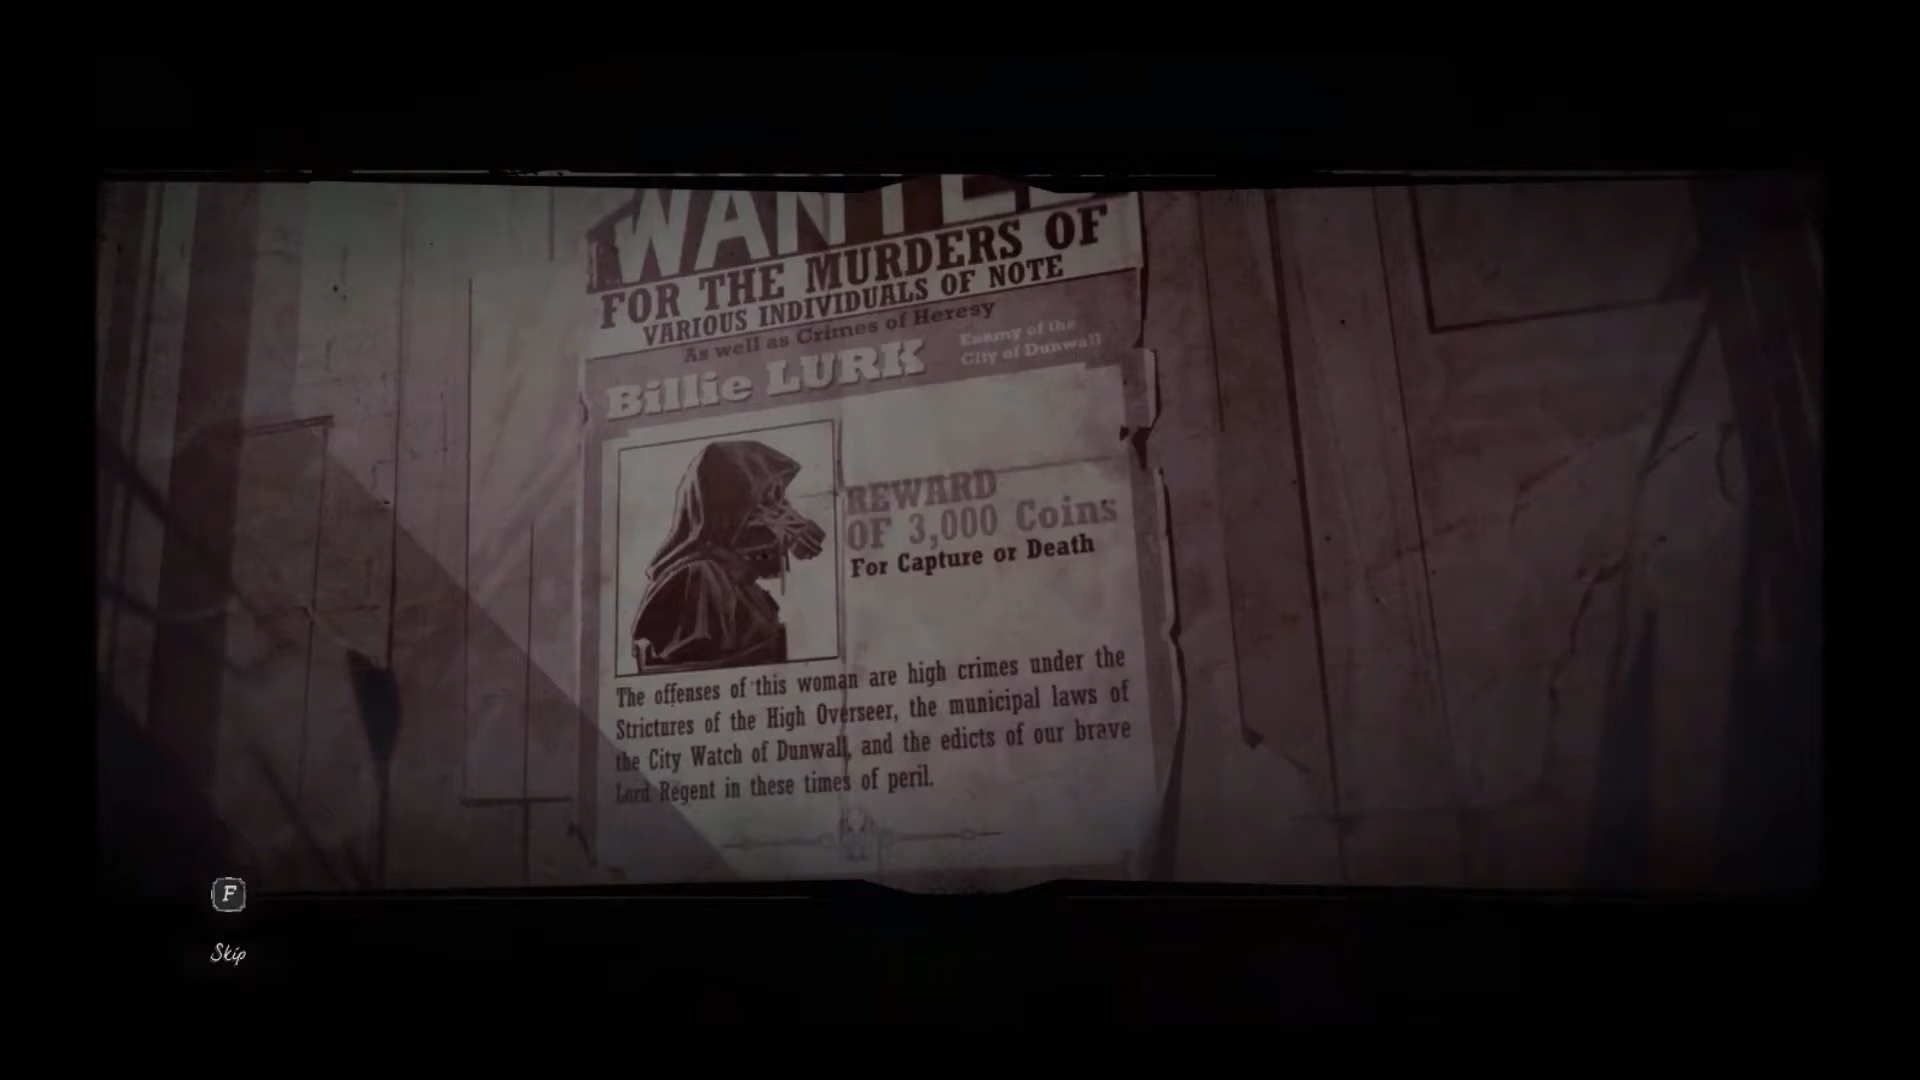 WANTED
FOR THE MURDERS OF
VARIOUS INDIVIDUALS OF NOTE
As well as Crimes of Heresy
Billie LURK
Enemy of the
City of Dunwall
REWARD
OF 3,000 Coins
For Capture or Death
The offenses of this woman are high crimes under the
Strictures of the High Overseer, the municipal laws of
the City Watch of Dunwall, and the edicts of our brave
Lord Regent in these times of peril.
F
Skip